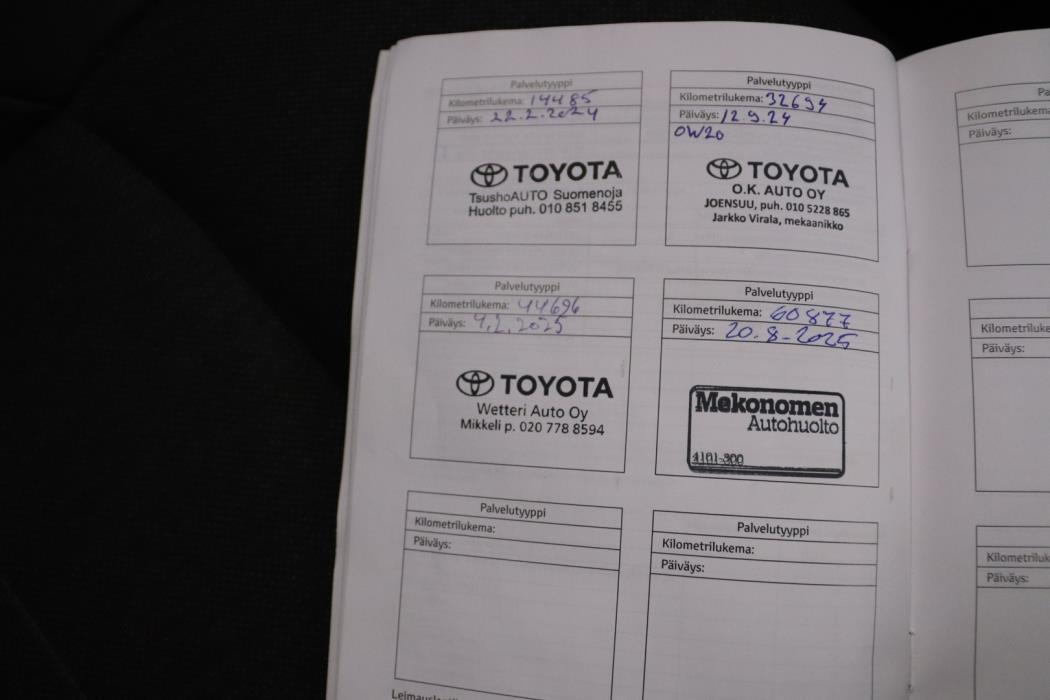 Palvelutyyppi
Kilometrilukema: 14485
Päiväys: 22.2.2024
TOYOTA
TsushoAUTO Suomenoja
Huolto puh. 010 851 8455
Palvelutyyppi
Kilometrilukema: 32694
Päiväys: 12.9.24
0W20
TOYOTA
O.K. AUTO OY
JOENSUU, puh. 010 5228 865
Jarkko Virala, mekaanikko
Palvelutyyppi
Kilometrilukema: 44696
Päiväys: 4.2.2025
TOYOTA
Wetteri Auto Oy
Mikkeli p. 020 778 8594
Palvelutyyppi
Kilometrilukema: 60877
Päiväys: 20.8-2025
Mekonomen
Autohuolto
4101-300
Palvelutyyppi
Kilometrilukema:
Päiväys:
Palvelutyyppi
Kilometrilukema:
Päiväys:
Pa
Kilometrilukema
Päiväys:
Kilometriluke
Päiväys:
Kilometriluk
Päiväys: